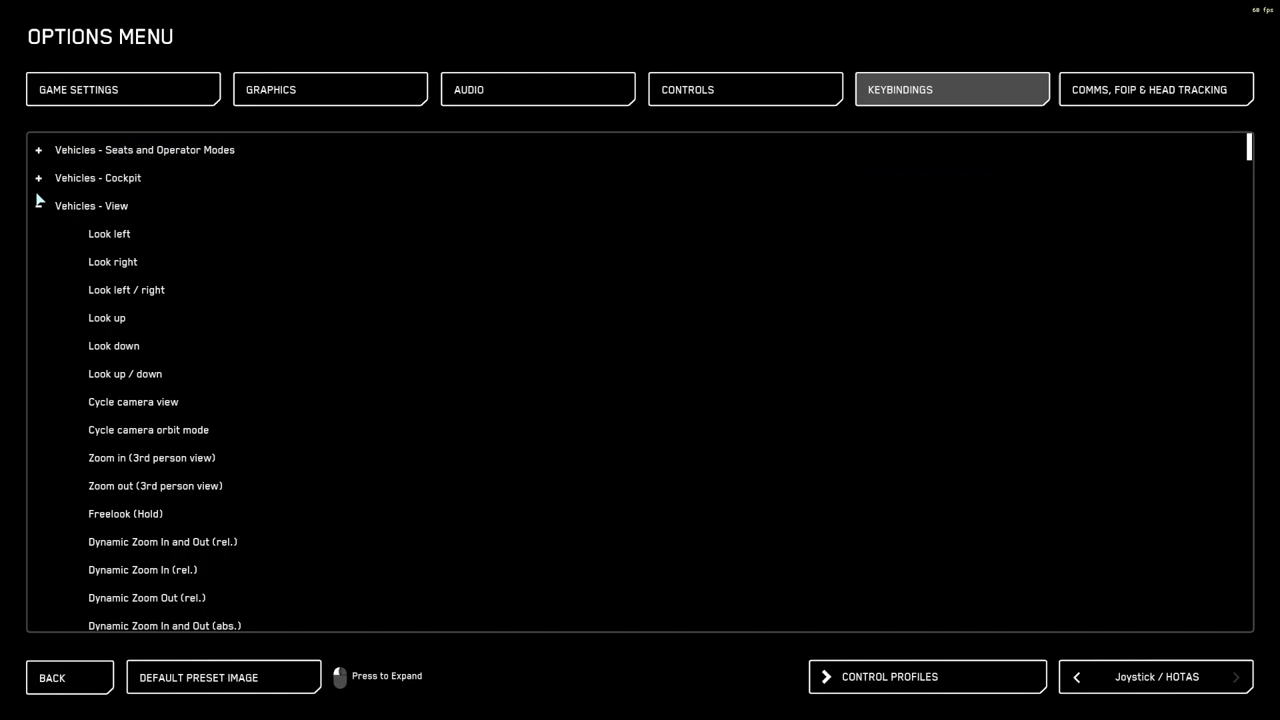 60 fps
OPTIONS MENU
GAME SETTINGS
GRAPHICS
AUDIO
CONTROLS
KEYBINDINGS
COMMS, FOIP & HEAD TRACKING
+ Vehicles - Seats and Operator Modes
+ Vehicles - Cockpit
- Vehicles - View
Look left
Look right
Look left / right
Look up
Look down
Look up / down
Cycle camera view
Cycle camera orbit mode
Zoom in (3rd person view)
Zoom out (3rd person view)
Freelook (Hold)
Dynamic Zoom In and Out (rel.)
Dynamic Zoom In (rel.)
Dynamic Zoom Out (rel.)
Dynamic Zoom In and Out (abs.)
BACK
DEFAULT PRESET IMAGE
Press to Expand
CONTROL PROFILES
Joystick / HOTAS